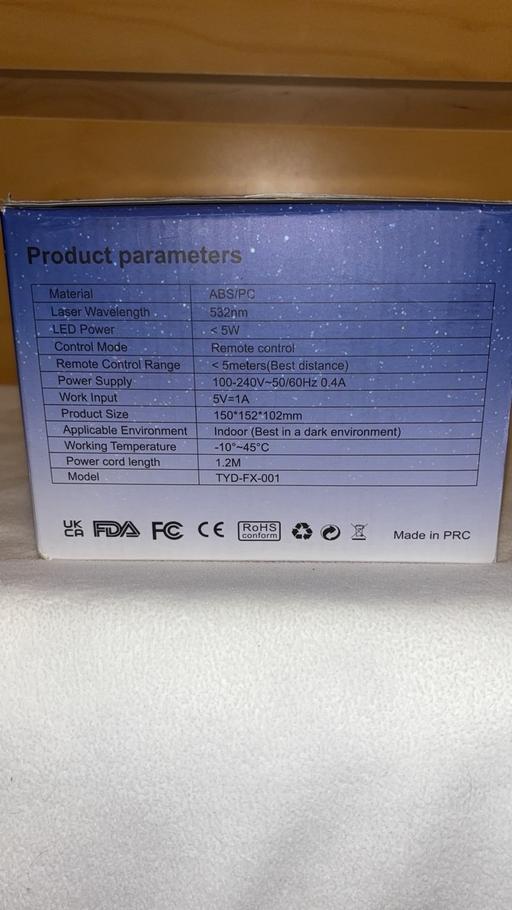 Product parameters
Material ABS/PC
Laser Wavelength 532nm
LED Power < 5W
Control Mode Remote control
Remote Control Range < 5meters(Best distance)
Power Supply 100-240V~50/60Hz 0.4A
Work Input 5V=1A
Product Size 150*152*102mm
Applicable Environment Indoor (Best in a dark environment)
Working Temperature -10°~45°C
Power cord length 1.2M
Model TYD-FX-001
UK CA FDA FC CE RoHS conform Made in PRC